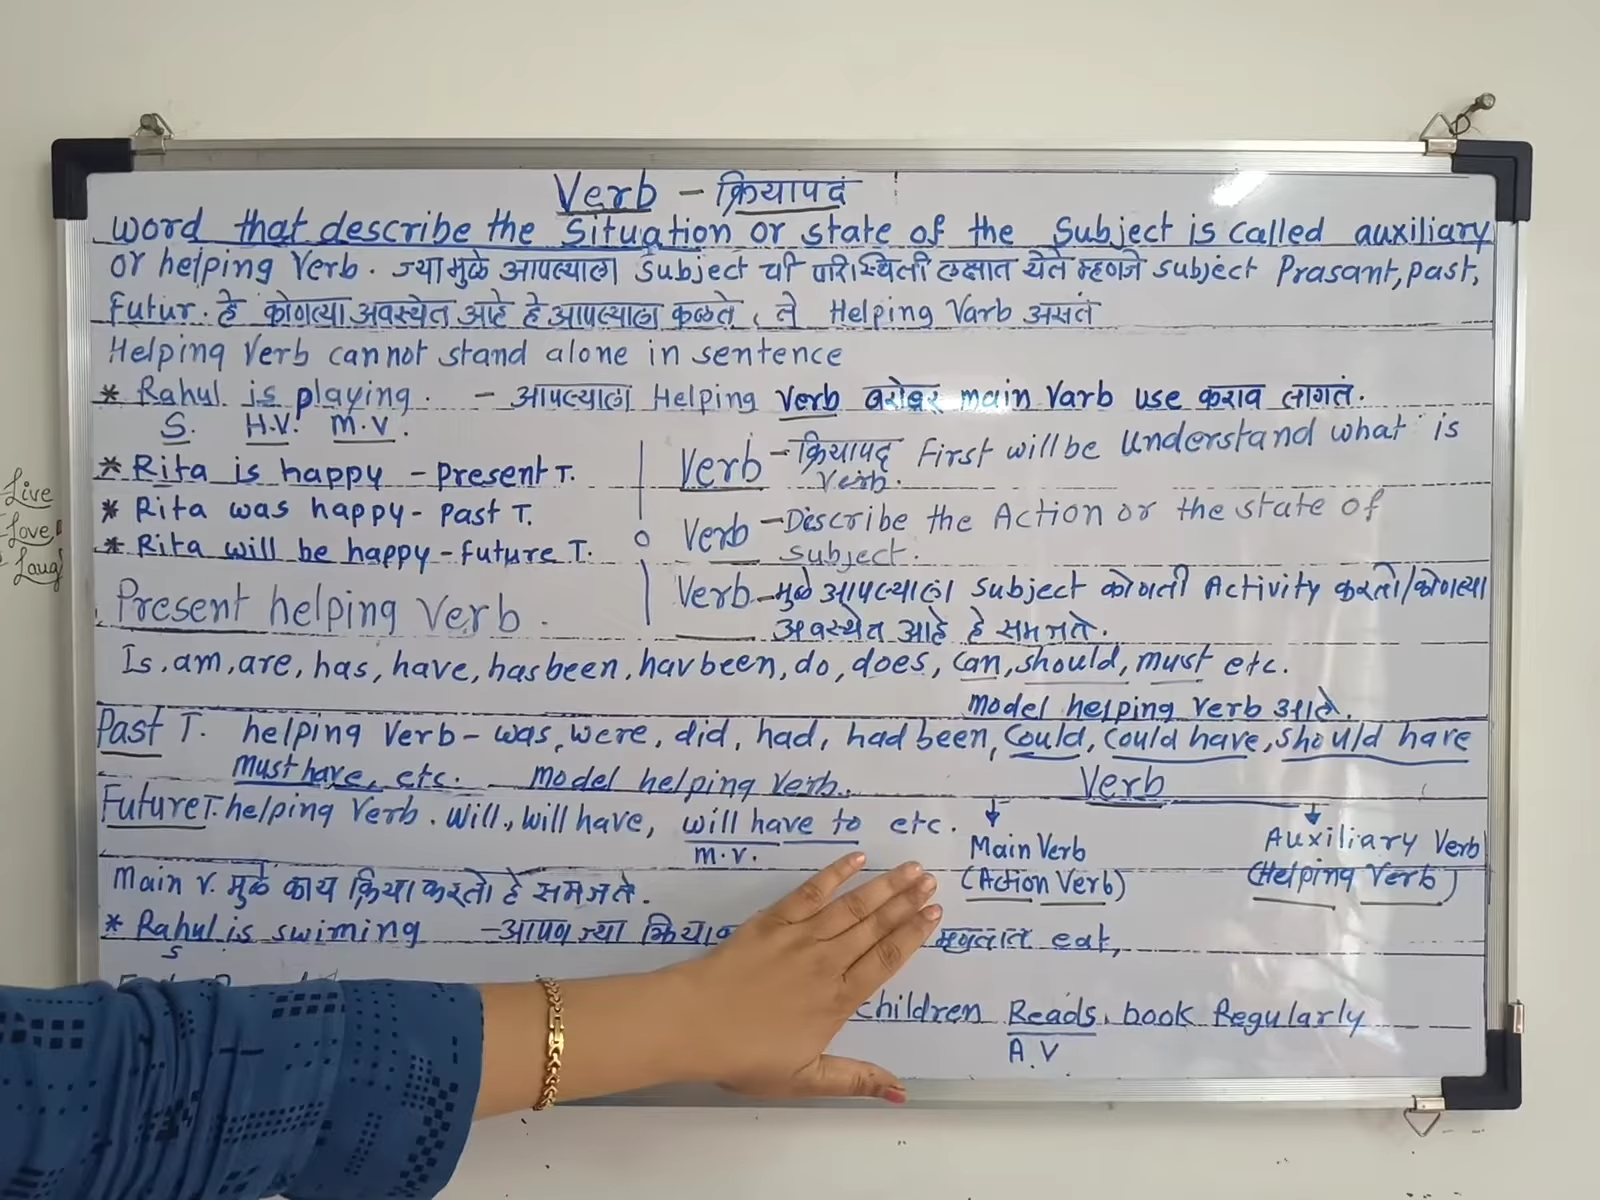 Verb - क्रियापदं
Word that describe the Situation or state of the Subject is called auxiliary
or helping Verb. ज्यामुळे आपल्याला Subject ची परिस्थिती लक्षात येते म्हणजे subject Prasant, past,
Futur. हे कोणत्या अवस्थेत आहे हे आपल्याला कळते, ते Helping Varb असतं
Helping Verb cannot stand alone in sentence
* Rahul is playing. - आपल्याला Helping Verb बरोबर main Varb use कराव लागतं.
S. H.V. M.V.
* Rita is happy - present T.
* Rita was happy - past T.
* Rita will be happy - future T.
Verb - क्रियापद First will be Understand what is
Verb.
Verb - Describe the Action or the state of
subject.
Verb - मुळे आपल्याला Subject कोणती Activity करतो/कोणत्या
अवस्थेत आहे हे समजते.
Present helping Verb.
Is, am, are, has, have, hasbeen, havbeen, do, does, can, should, must etc.
model helping verb आहे.
Past T. helping Verb - was, were, did, had, had been, Could, Could have, should have
Must have, etc. Model helping Verb.
Future T. helping Verb. Will, will have, will have to etc.
m.v.
Verb
Main Verb
(Action Verb)
Auxiliary Verb
(Helping Verb)
Main V. मुळे काय क्रिया करतो हे समजते.
* Rahul is swiming - आपण ज्या eat,
S
children Reads book Regularly
A.V
Live
Love